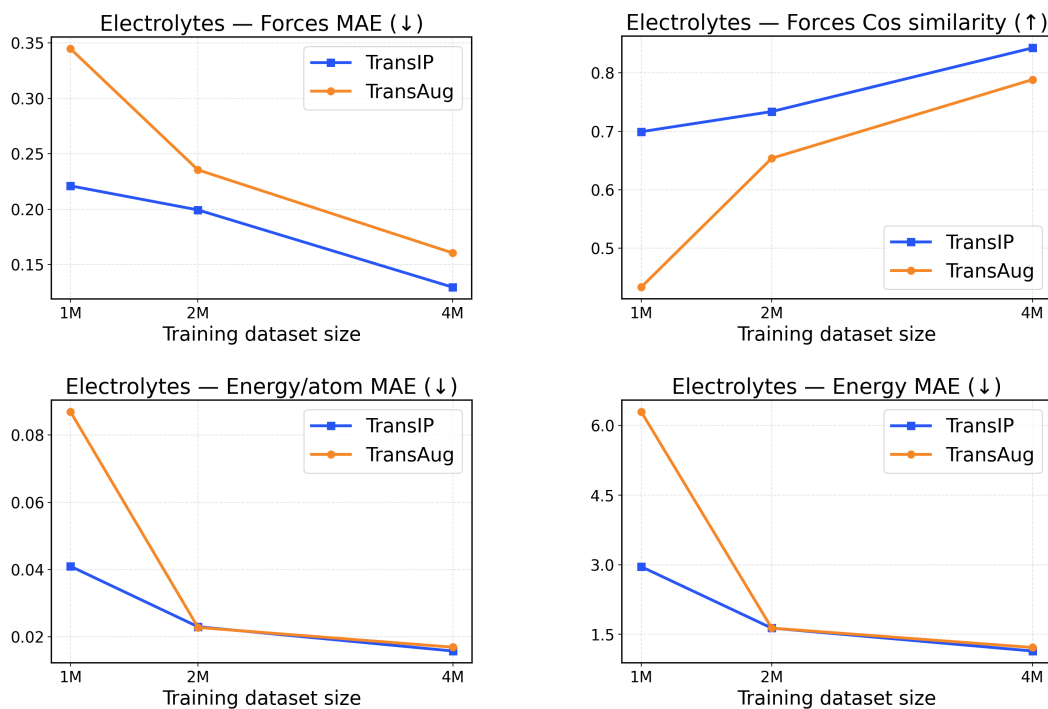 Electrolytes — Forces MAE (↓)
0.35
0.30
0.25
0.20
0.15
TransIP
TransAug
1M
2M
4M
Training dataset size
Electrolytes — Forces Cos similarity (↑)
0.8
0.7
0.6
0.5
TransIP
TransAug
1M
2M
4M
Training dataset size
Electrolytes — Energy/atom MAE (↓)
0.08
0.06
0.04
0.02
TransIP
TransAug
1M
2M
4M
Training dataset size
Electrolytes — Energy MAE (↓)
6.0
4.5
3.0
1.5
TransIP
TransAug
1M
2M
4M
Training dataset size